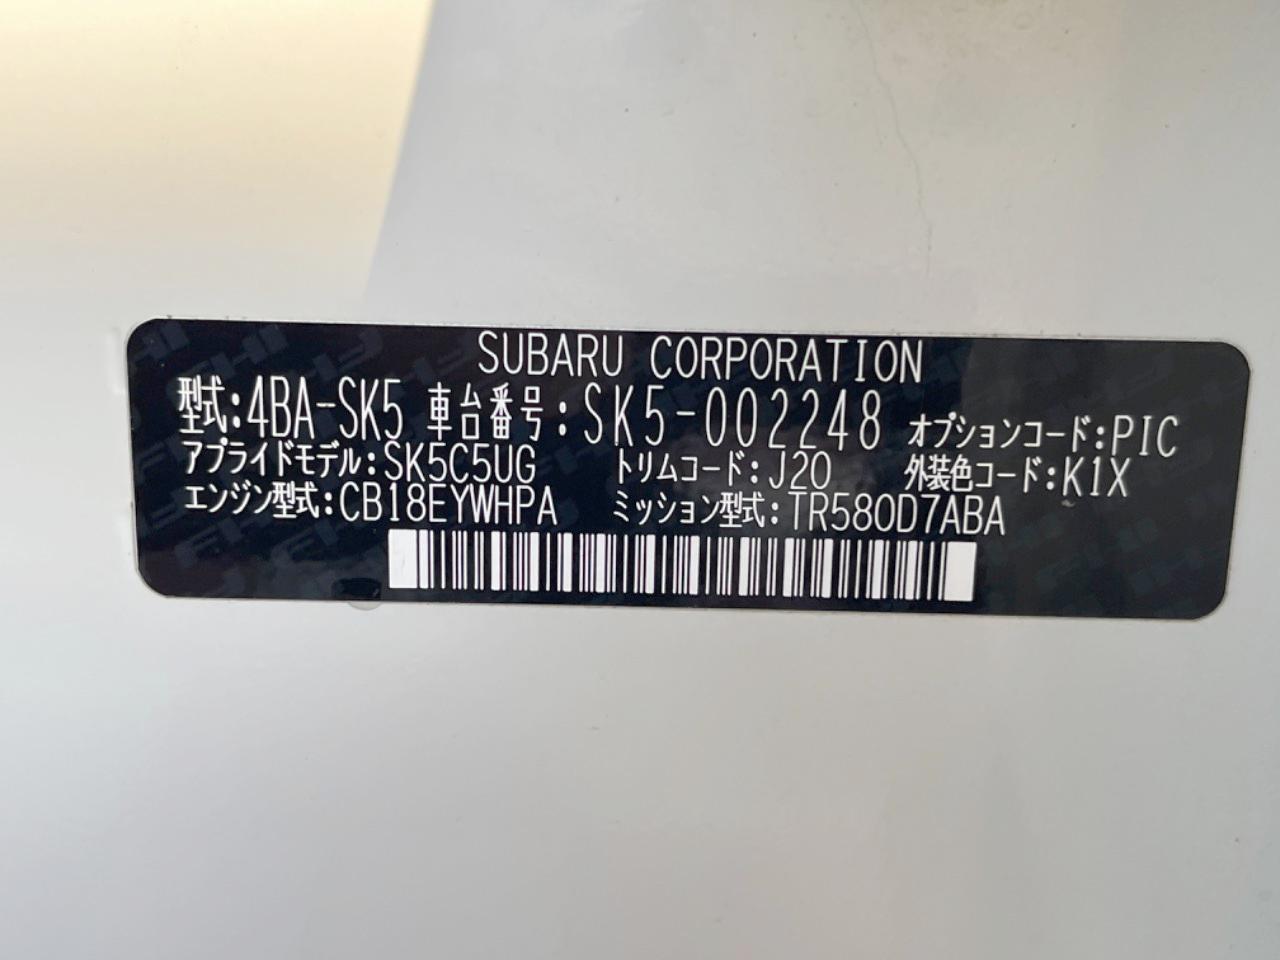 SUBARU CORPORATION
型式:4BA-SK5 車台番号:SK5-002248 オプションコード:PIC
アプライドモデル:SK5C5UG トリムコード:J20 外装色コード:K1X
エンジン型式:CB18EYWHPA ミッション型式:TR580D7ABA